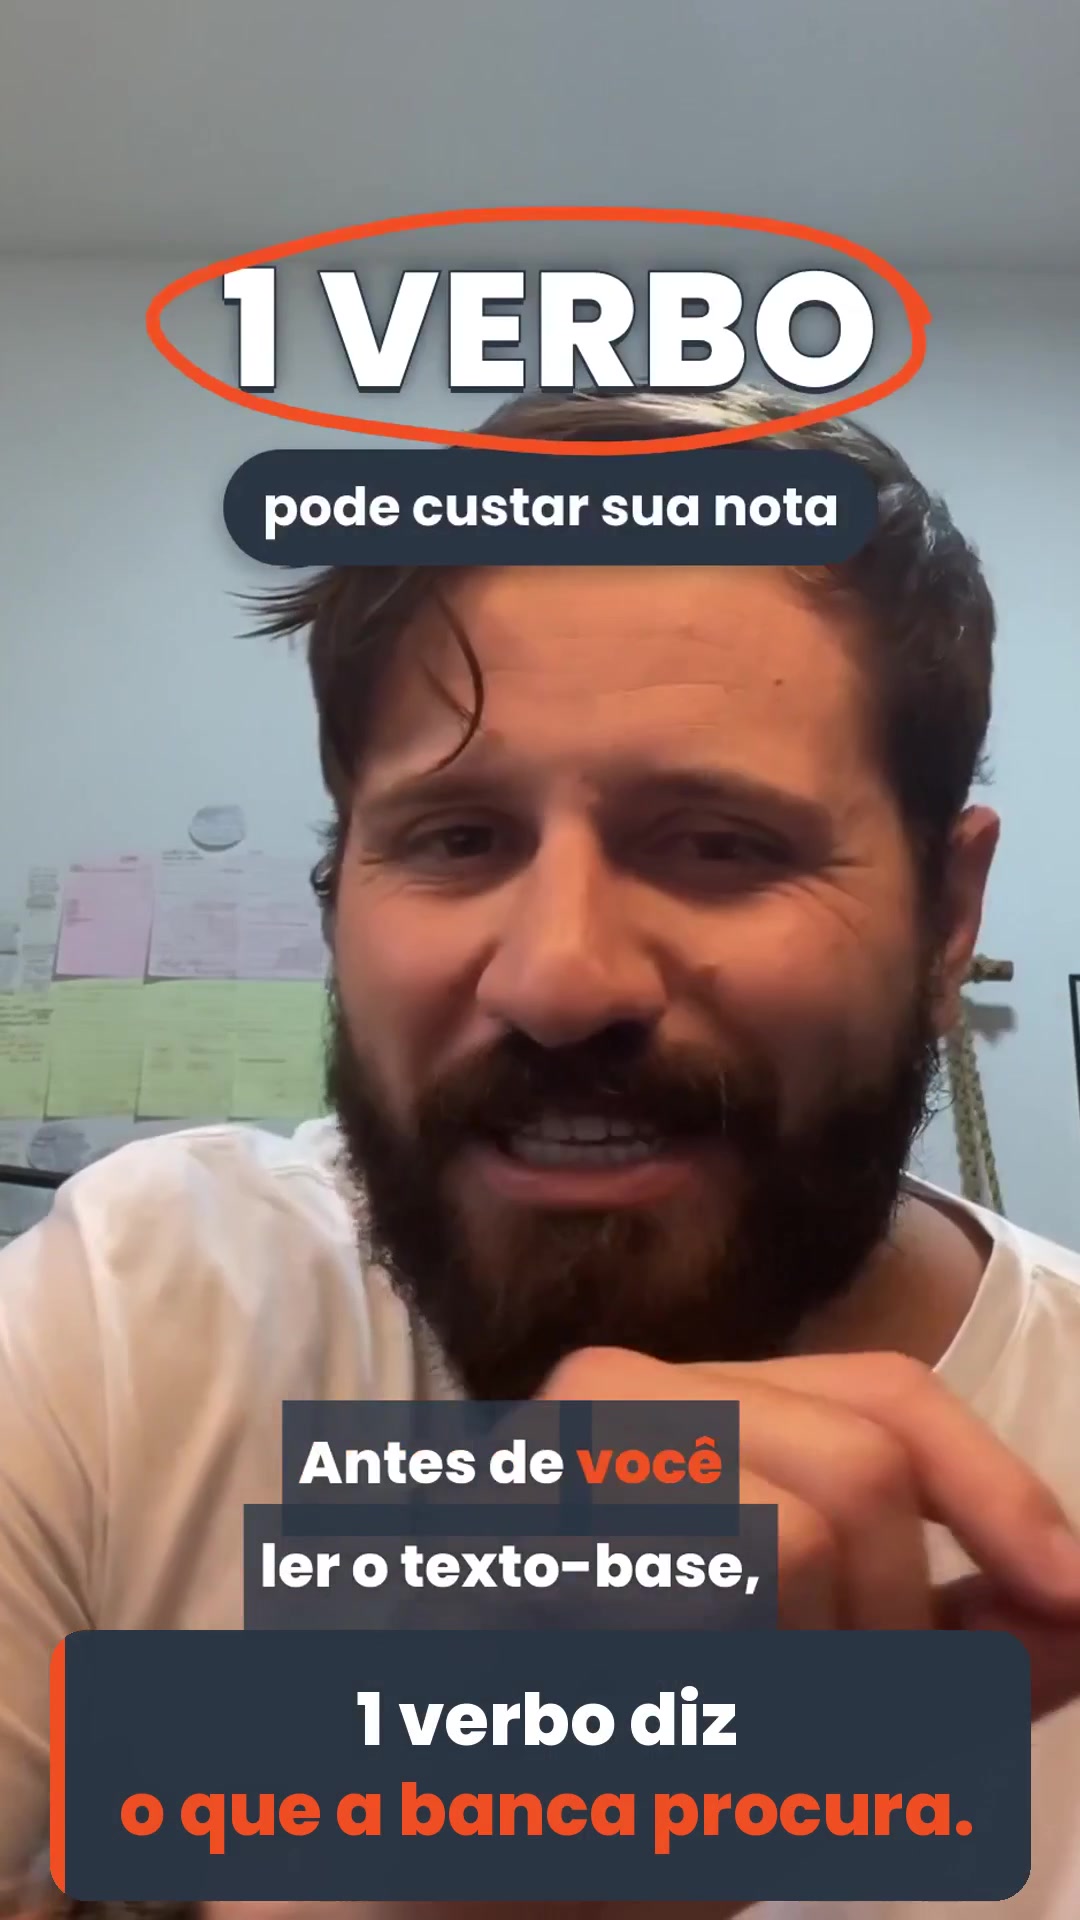 1 VERBO
pode custar sua nota
Antes de você
ler o texto-base,
1 verbo diz
o que a banca procura.